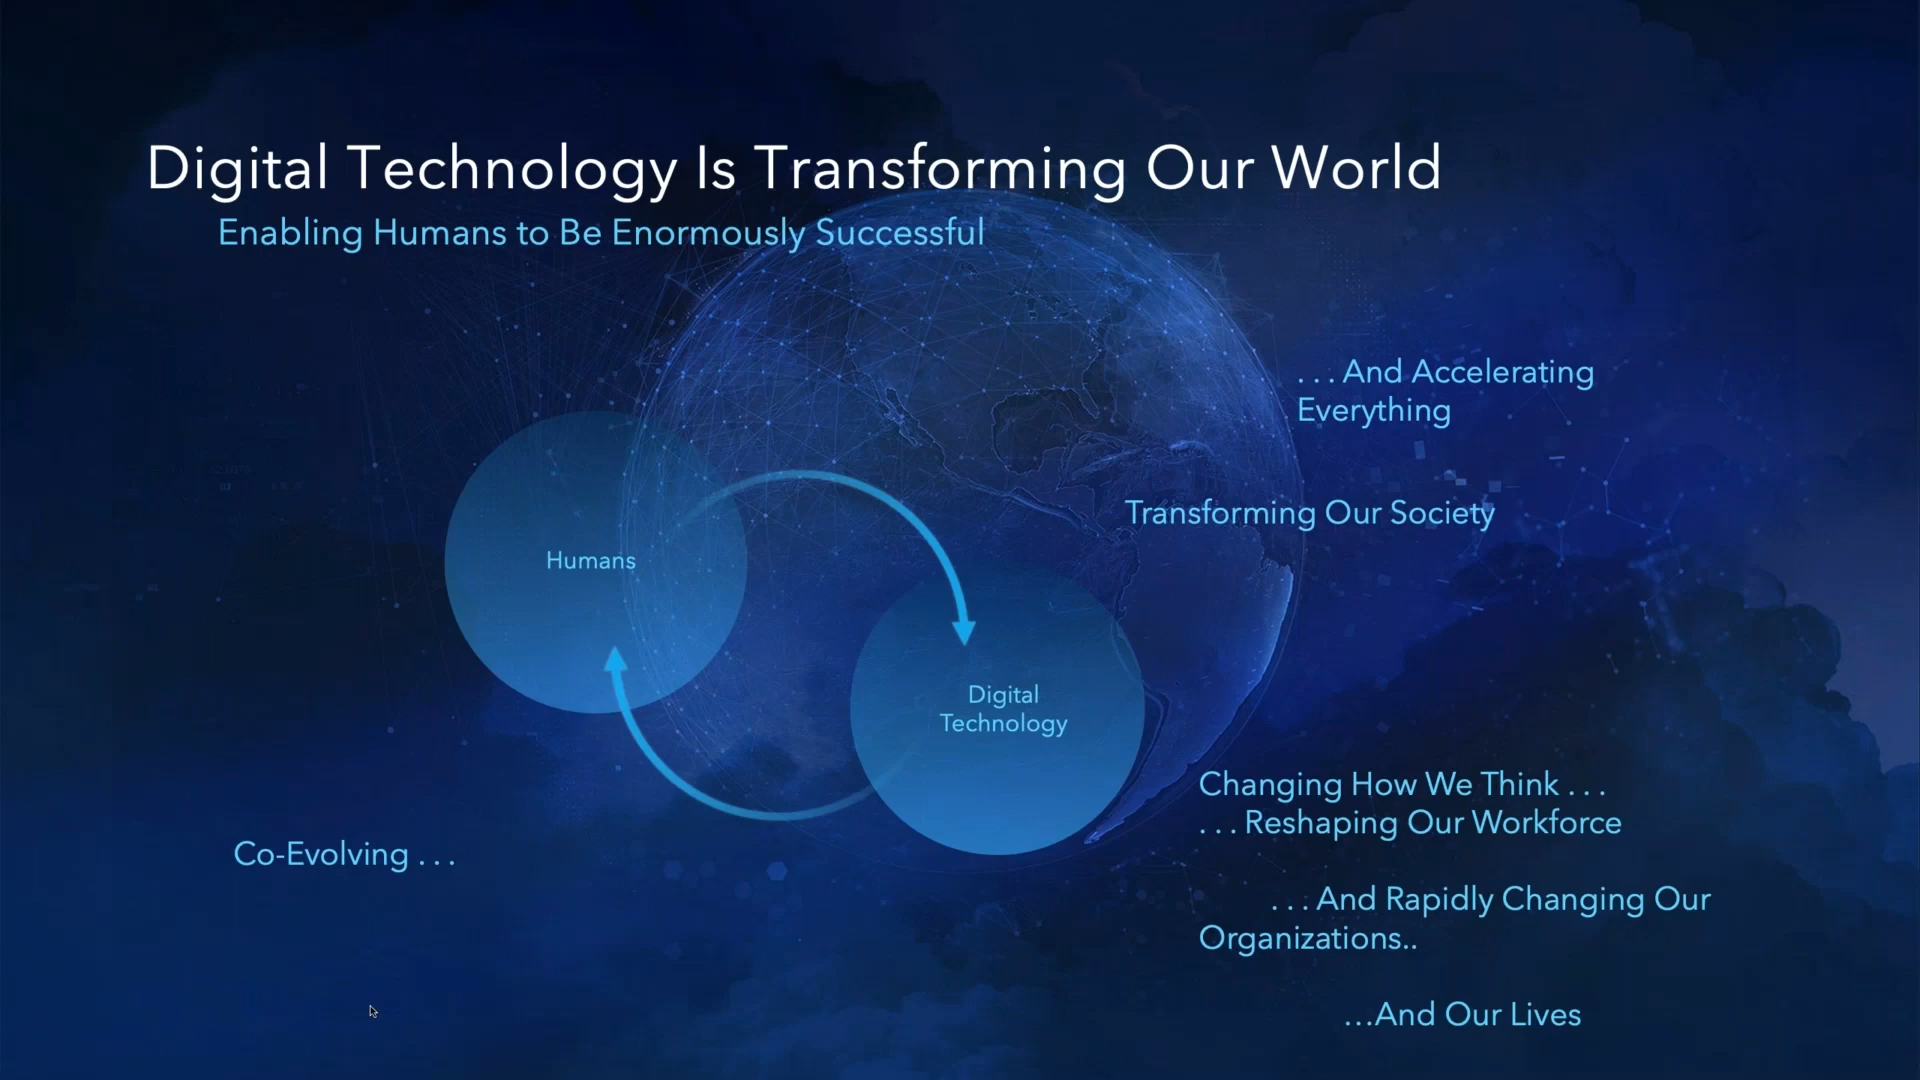 Digital Technology Is Transforming Our World
Enabling Humans to Be Enormously Successful
. . . And Accelerating
Everything
Transforming Our Society
Humans
Digital
Technology
Changing How We Think . . .
. . . Reshaping Our Workforce
Co-Evolving . . .
. . . And Rapidly Changing Our
Organizations..
...And Our Lives